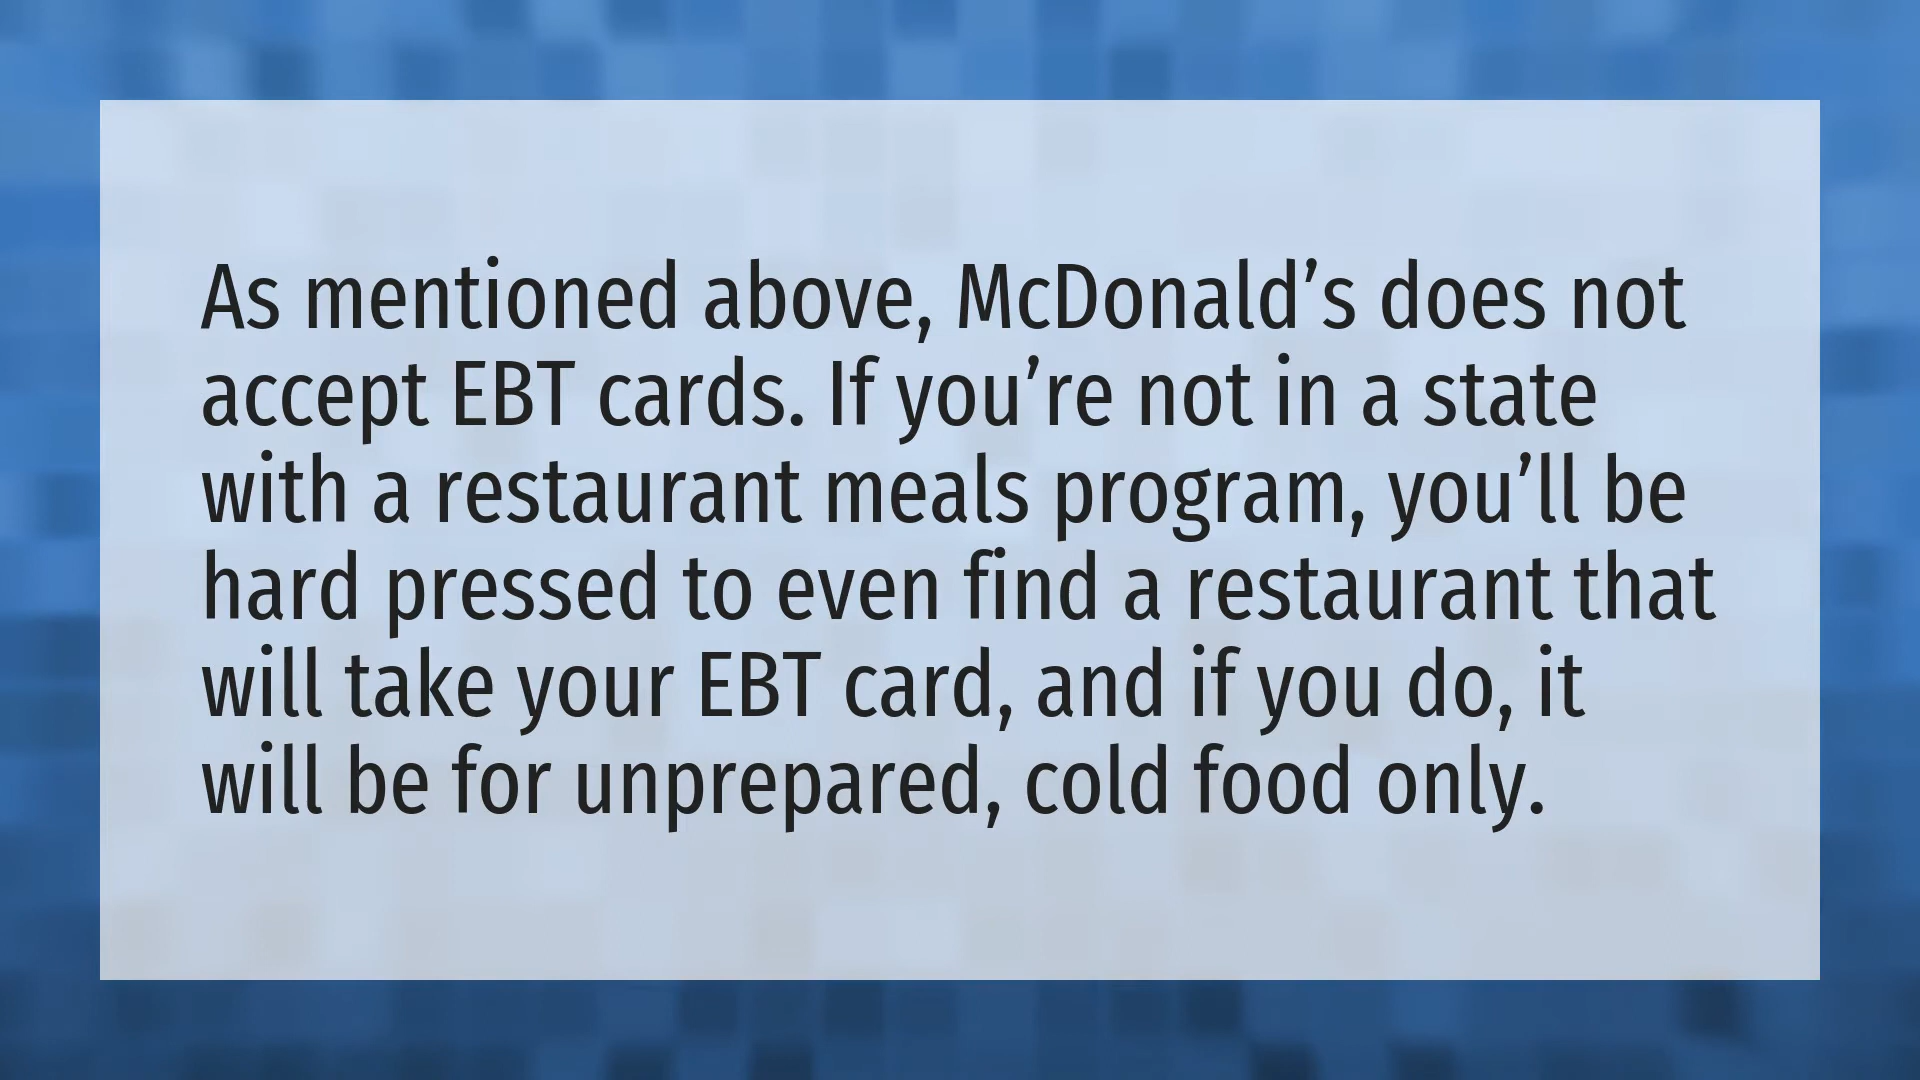 As mentioned above, McDonald’s does not
accept EBT cards. If you’re not in a state
with a restaurant meals program, you’ll be
hard pressed to even find a restaurant that
will take your EBT card, and if you do, it
will be for unprepared, cold food only.